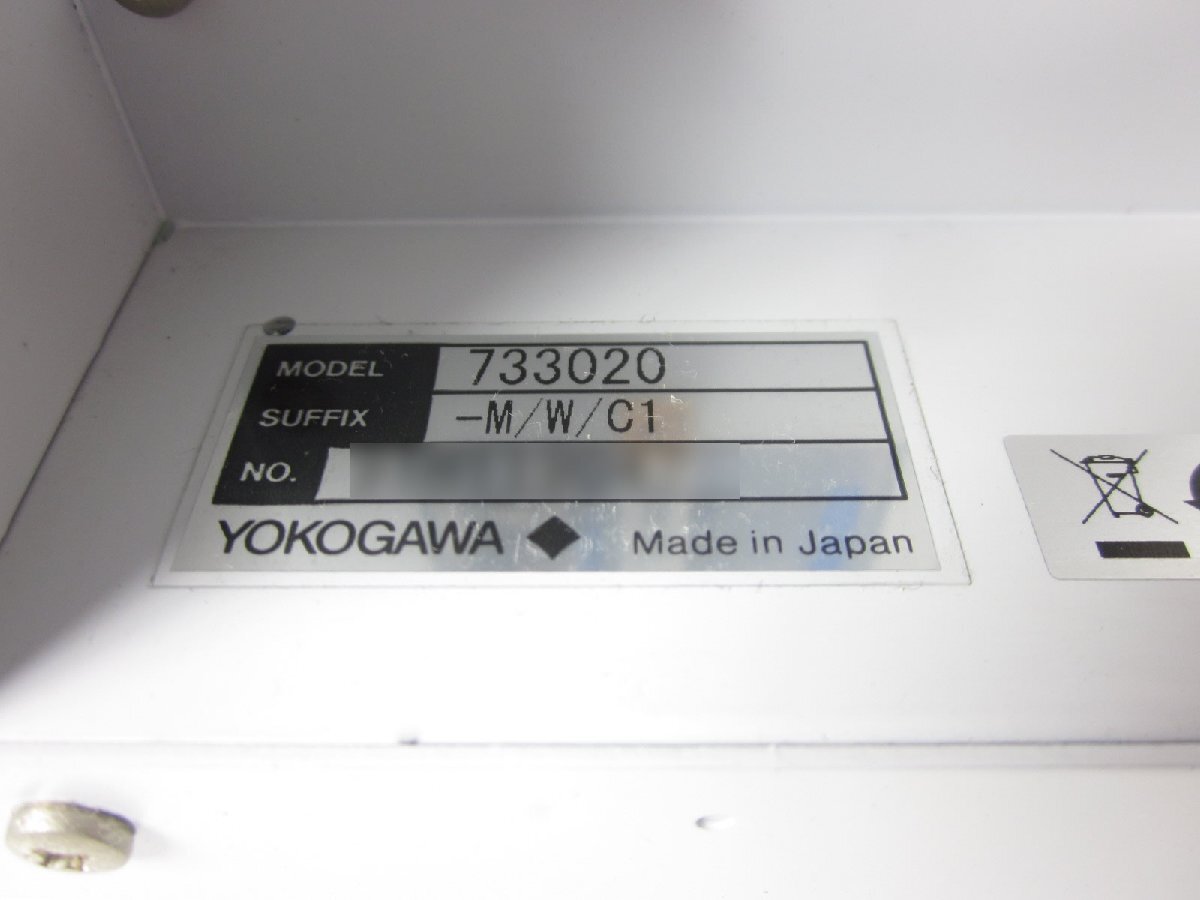 MODEL 733020
SUFFIX -M/W/C1
NO.
YOKOGAWA ◆ Made in Japan